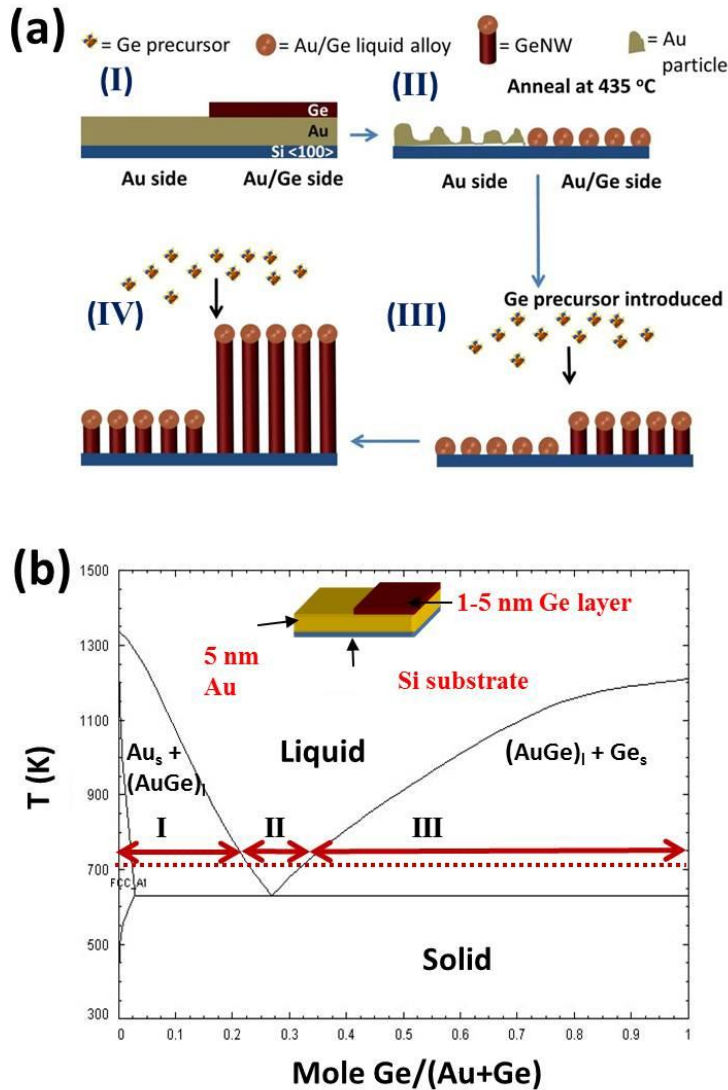 (a)
= Ge precursor
= Au/Ge liquid alloy
= GeNW
= Au
particle
(I)
(II)
Anneal at 435 °C
Ge
Au
Si <100>
Au side
Au/Ge side
Au side
Au/Ge side
(IV)
(III)
Ge precursor introduced
(b)
1500
1300
1100
900
700
500
300
T (K)
1-5 nm Ge layer
5 nm
Au
Si substrate
Liquid
Auₛ +
(AuGe)ₗ
(AuGe)ₗ + Geₛ
I
II
III
FCC_A1
Solid
0
0.1
0.2
0.3
0.4
0.5
0.6
0.7
0.8
0.9
1
Mole Ge/(Au+Ge)